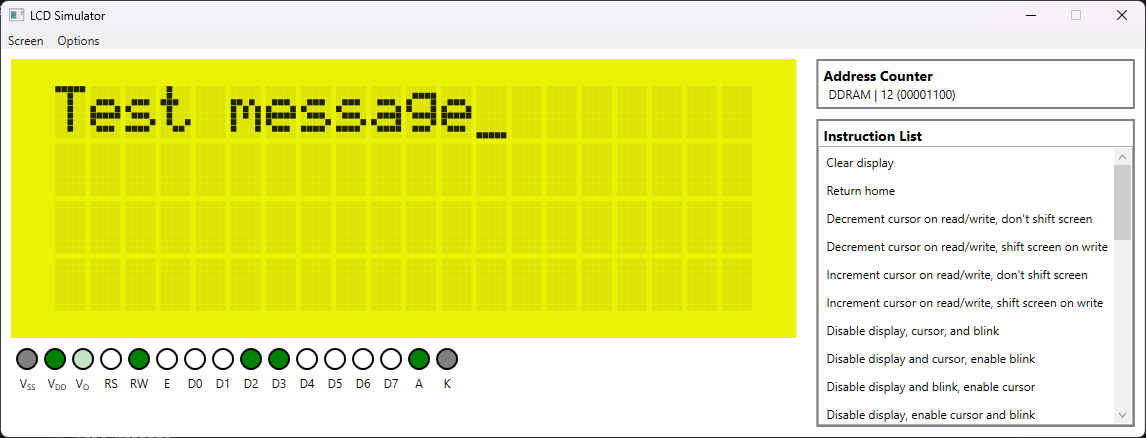 LCD Simulator
Screen Options
Test message_
V_SS V_DD V_O RS RW E D0 D1 D2 D3 D4 D5 D6 D7 A K
Address Counter
DDRAM | 12 (00001100)
Instruction List
Clear display
Return home
Decrement cursor on read/write, don't shift screen
Decrement cursor on read/write, shift screen on write
Increment cursor on read/write, don't shift screen
Increment cursor on read/write, shift screen on write
Disable display, cursor, and blink
Disable display and cursor, enable blink
Disable display and blink, enable cursor
Disable display, enable cursor and blink